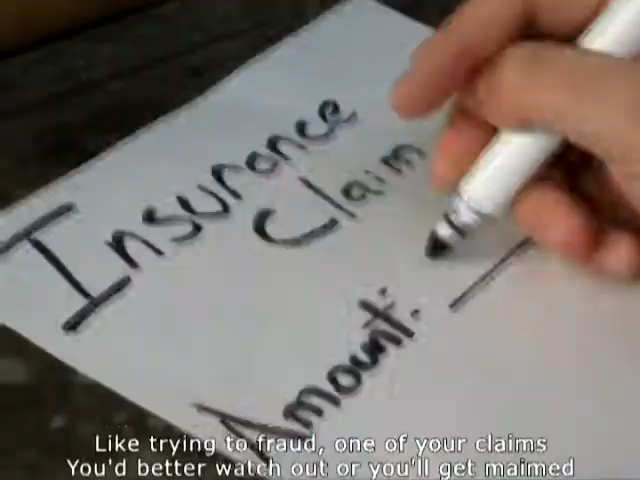 Insurance
Claim
Amount:
Like trying to fraud, one of your claims
You'd better watch out or you'll get maimed